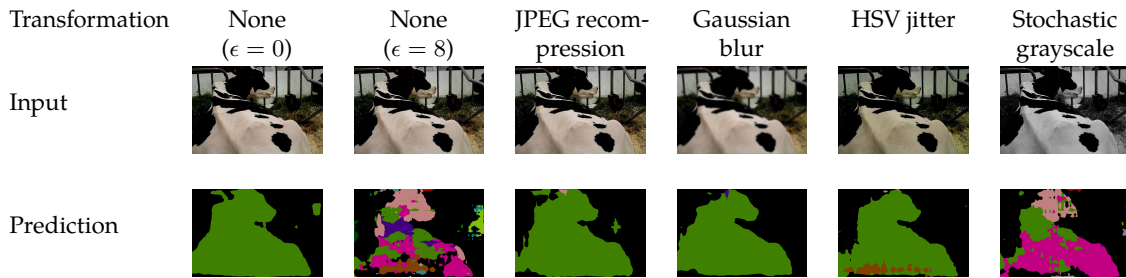 Transformation None None JPEG recom- Gaussian HSV jitter Stochastic
(ϵ = 0) (ϵ = 8) pression blur grayscale
Input
Prediction